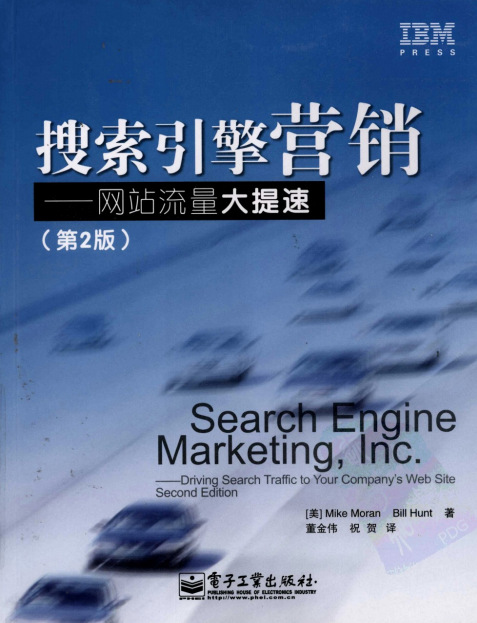 IBM
PRESS
搜索引擎营销
——网站流量大提速
（第2版）
Search Engine
Marketing, Inc.
——Driving Search Traffic to Your Company's Web Site
Second Edition
[美] Mike Moran Bill Hunt 著
董金伟 祝 贺 译
PDG
電子工業出版社
PUBLISHING HOUSE OF ELECTRONICS INDUSTRY
http://www.phei.com.cn